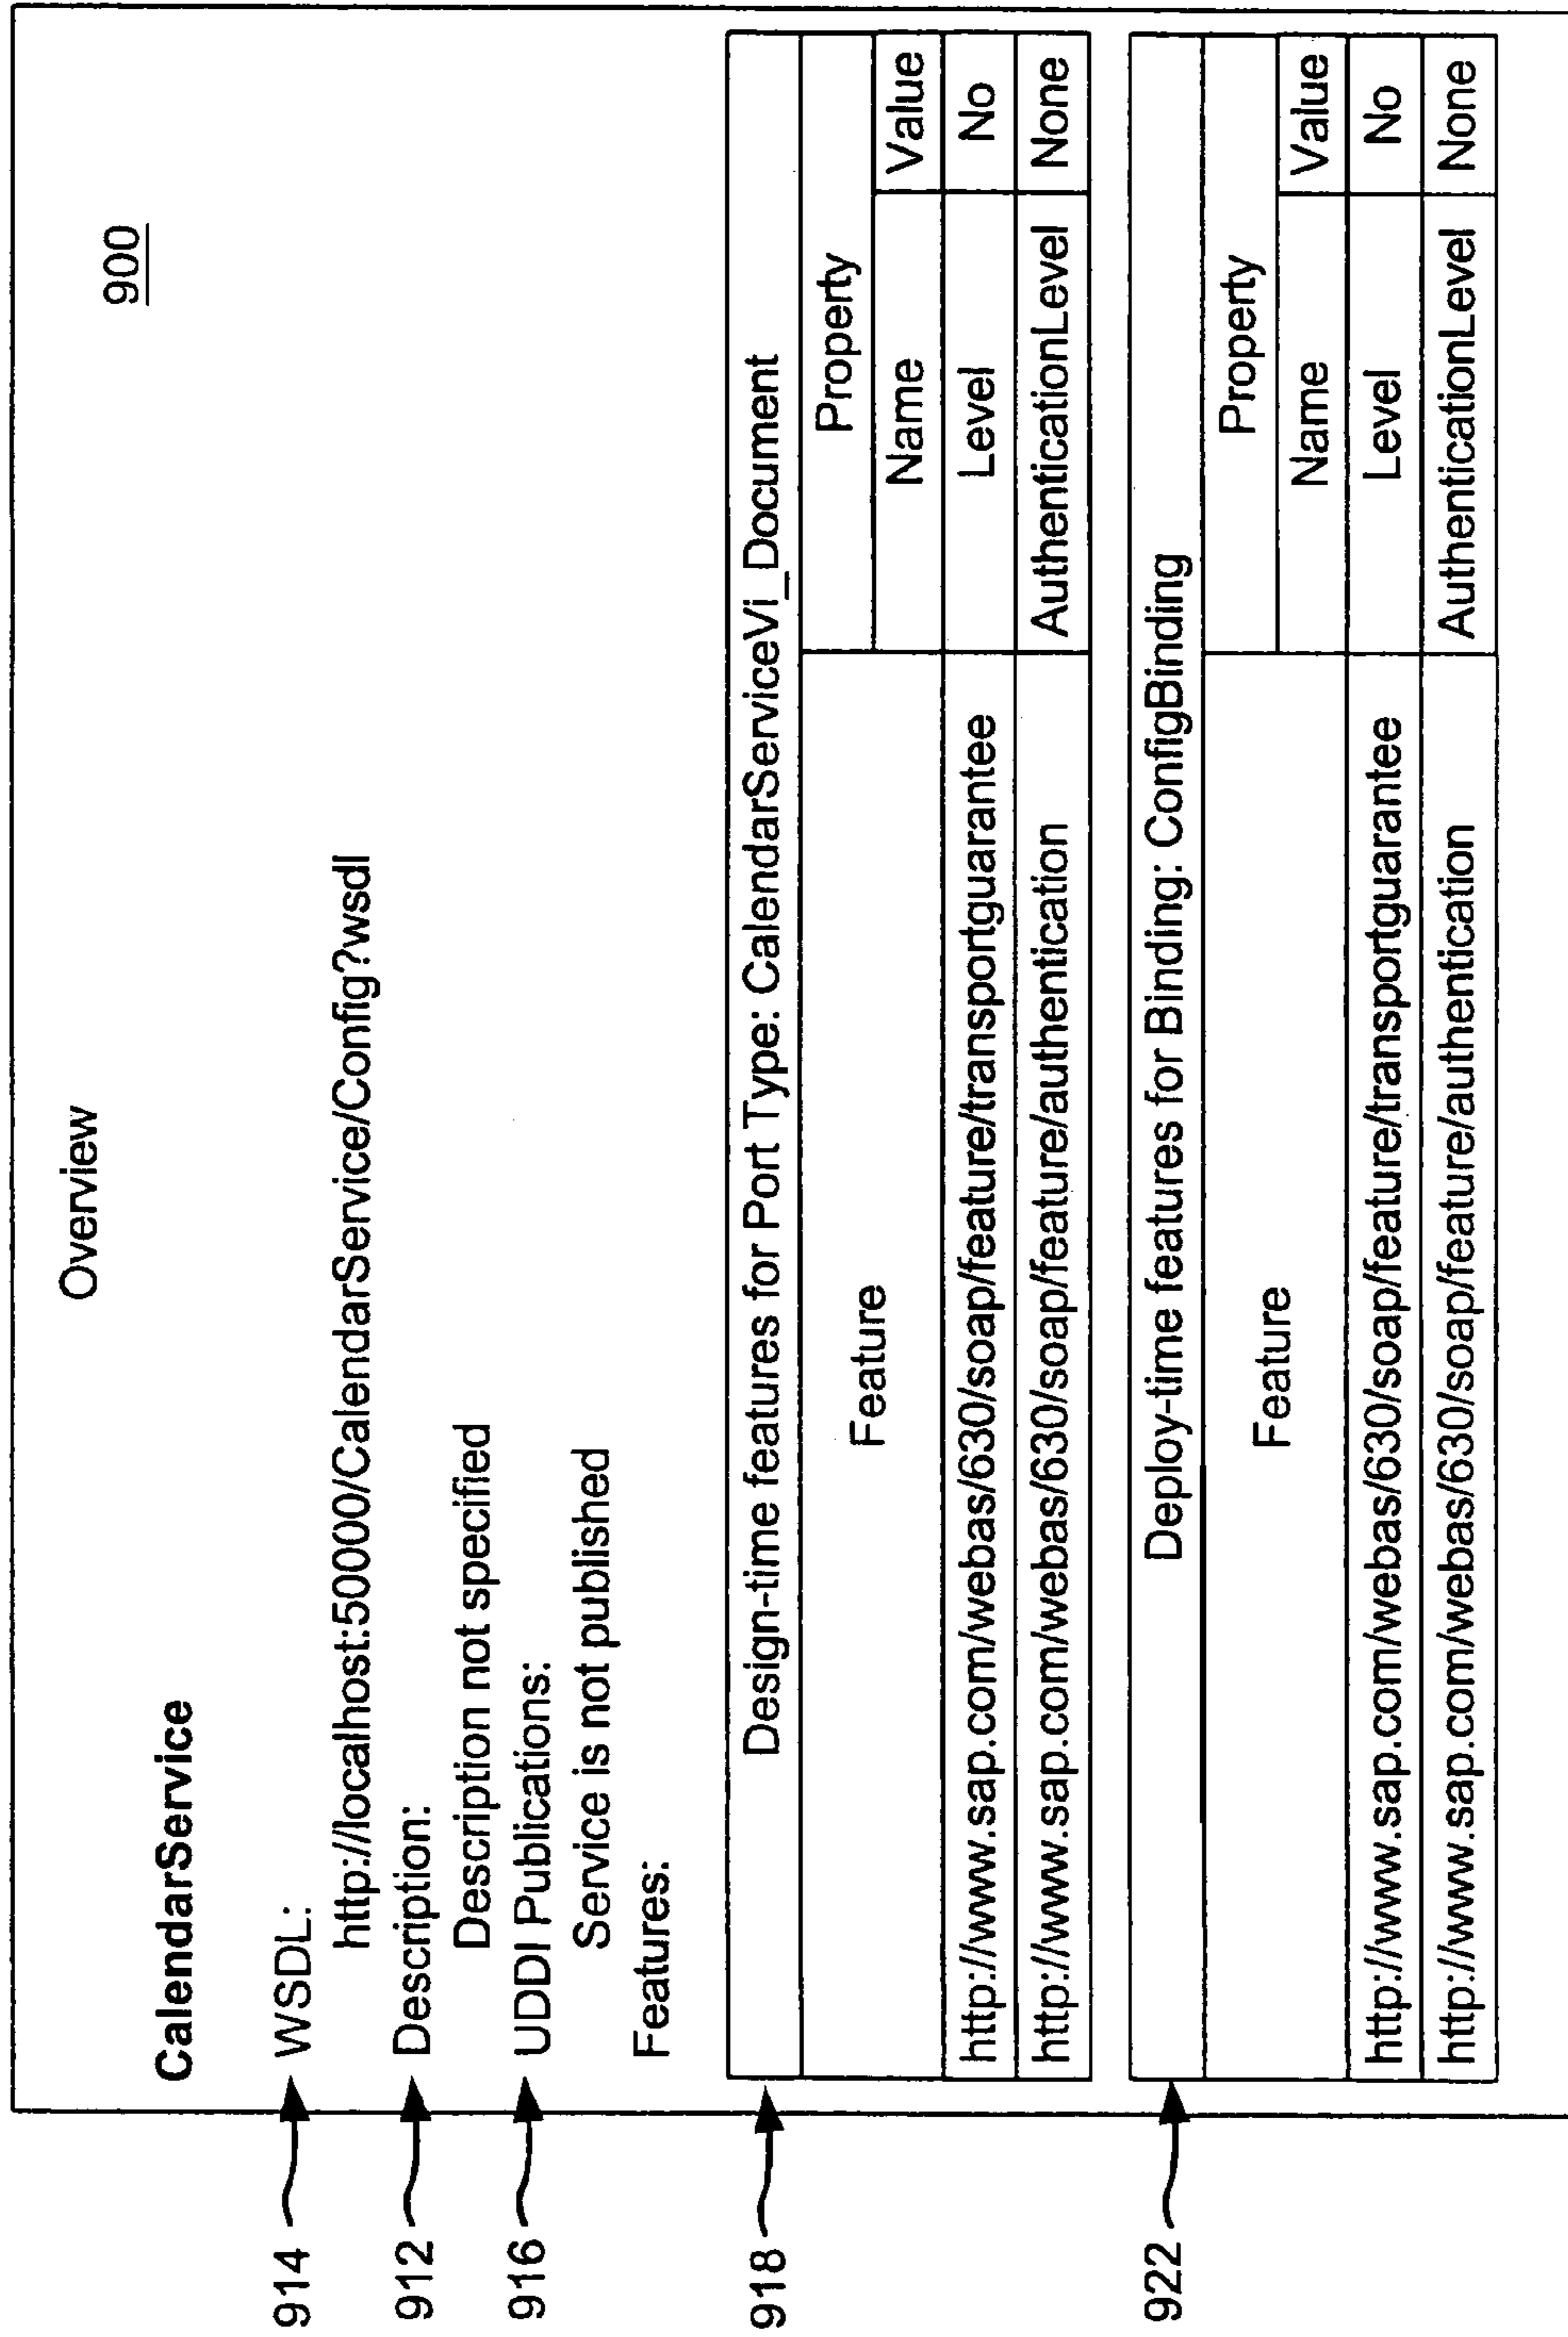 Overview
900
CalendarService
914 WSDL:
http://localhost:50000/CalendarService/Config?wsdl
912 Description:
Description not specified
916 UDDI Publications:
Service is not published
Features:
918 Design-time features for Port Type: CalendarServiceVi_Document
Feature Property
Name Value
http://www.sap.com/webas/630/soap/feature/transportguarantee Level No
http://www.sap.com/webas/630/soap/feature/authentication AuthenticationLevel None
922 Deploy-time features for Binding: ConfigBinding
Feature Property
Name Value
http://www.sap.com/webas/630/soap/feature/transportguarantee Level No
http://www.sap.com/webas/630/soap/feature/authentication AuthenticationLevel None